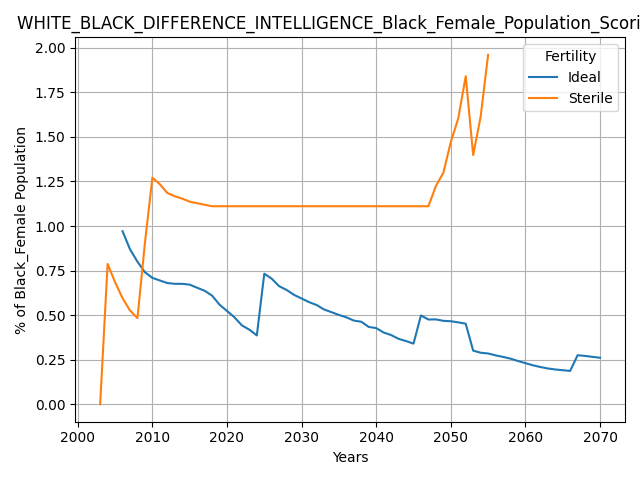 WHITE_BLACK_DIFFERENCE_INTELLIGENCE_Black_Female_Population_Scori
Fertility
Ideal
Sterile
% of Black_Female Population
2.00
1.75
1.50
1.25
1.00
0.75
0.50
0.25
0.00
2000 2010 2020 2030 2040 2050 2060 2070
Years